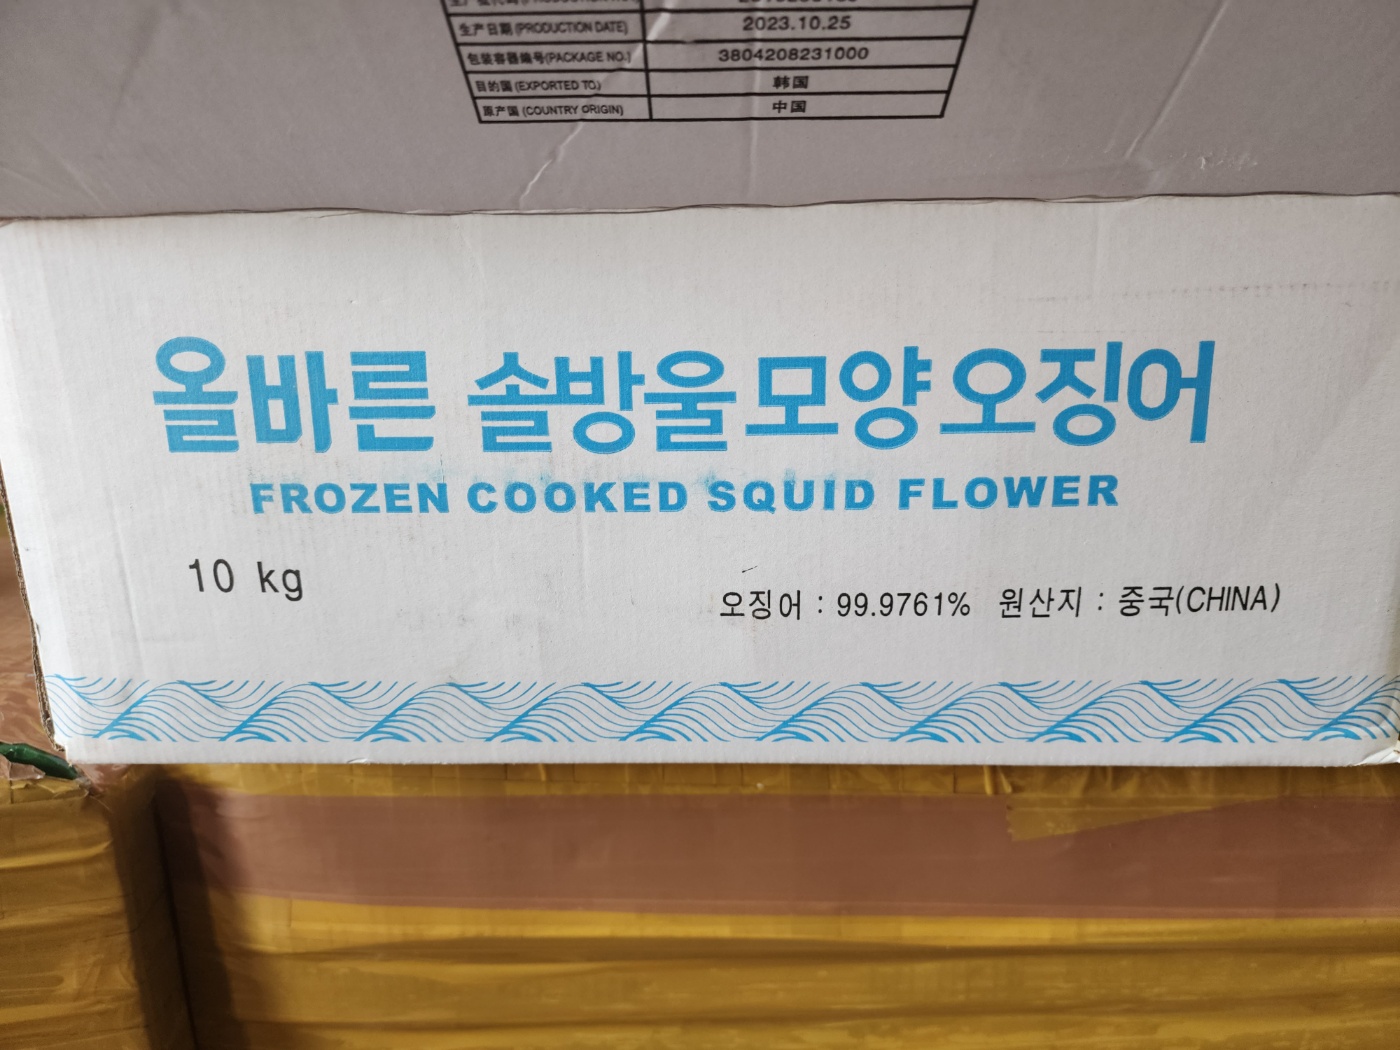 生产日期 (PRODUCTION DATE) 2023.10.25
包装容器编号(PACKAGE NO.) 3804208231000
目的国 (EXPORTED TO) 韩国
原产国 (COUNTRY ORIGIN) 中国
올바른 솔방울모양오징어
FROZEN COOKED SQUID FLOWER
10 kg
오징어 : 99.9761% 원산지 : 중국(CHINA)